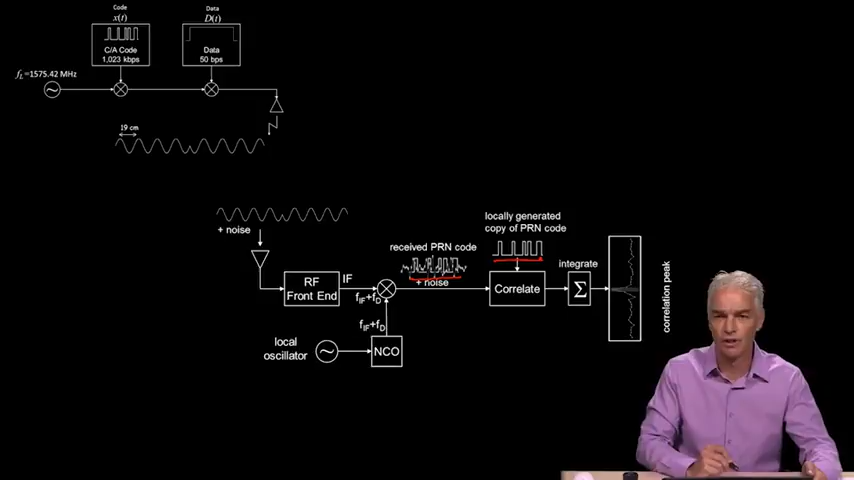 Code
x(t)
C/A Code
1,023 kbps
Data
D(t)
Data
50 bps
fL=1575.42 MHz
19 cm
+ noise
RF
Front End
IF
fIF+fD
received PRN code
+ noise
fIF+fD
local
oscillator
NCO
locally generated
copy of PRN code
Correlate
integrate
Σ
correlation peak